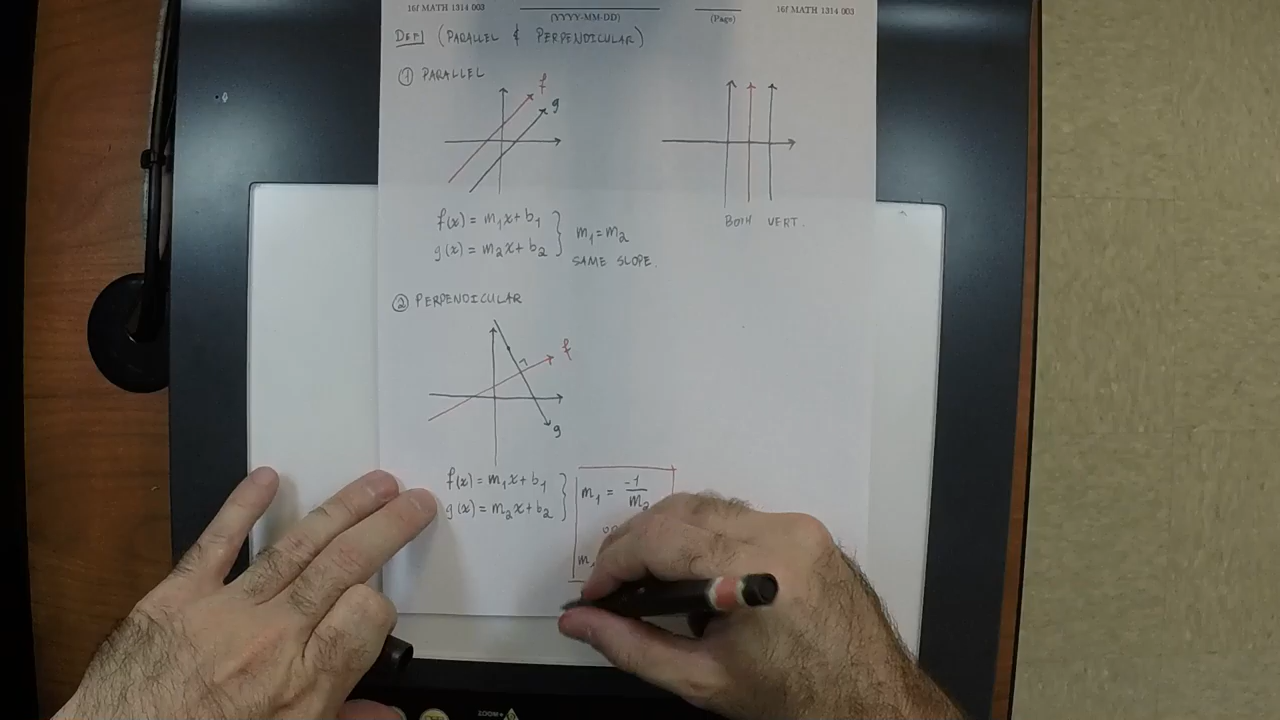 16f MATH 1314 003
(YYYY-MM-DD)
(Page)
16f MATH 1314 003
DEF (PARALLEL & PERPENDICULAR)
① PARALLEL
f
g
f(x) = m₁x + b₁
g(x) = m₂x + b₂
m₁ = m₂
SAME SLOPE.
BOTH VERT.
② PERPENDICULAR
f
g
f(x) = m₁x + b₁
g(x) = m₂x + b₂
m₁ = -1/m₂
ZOOM+